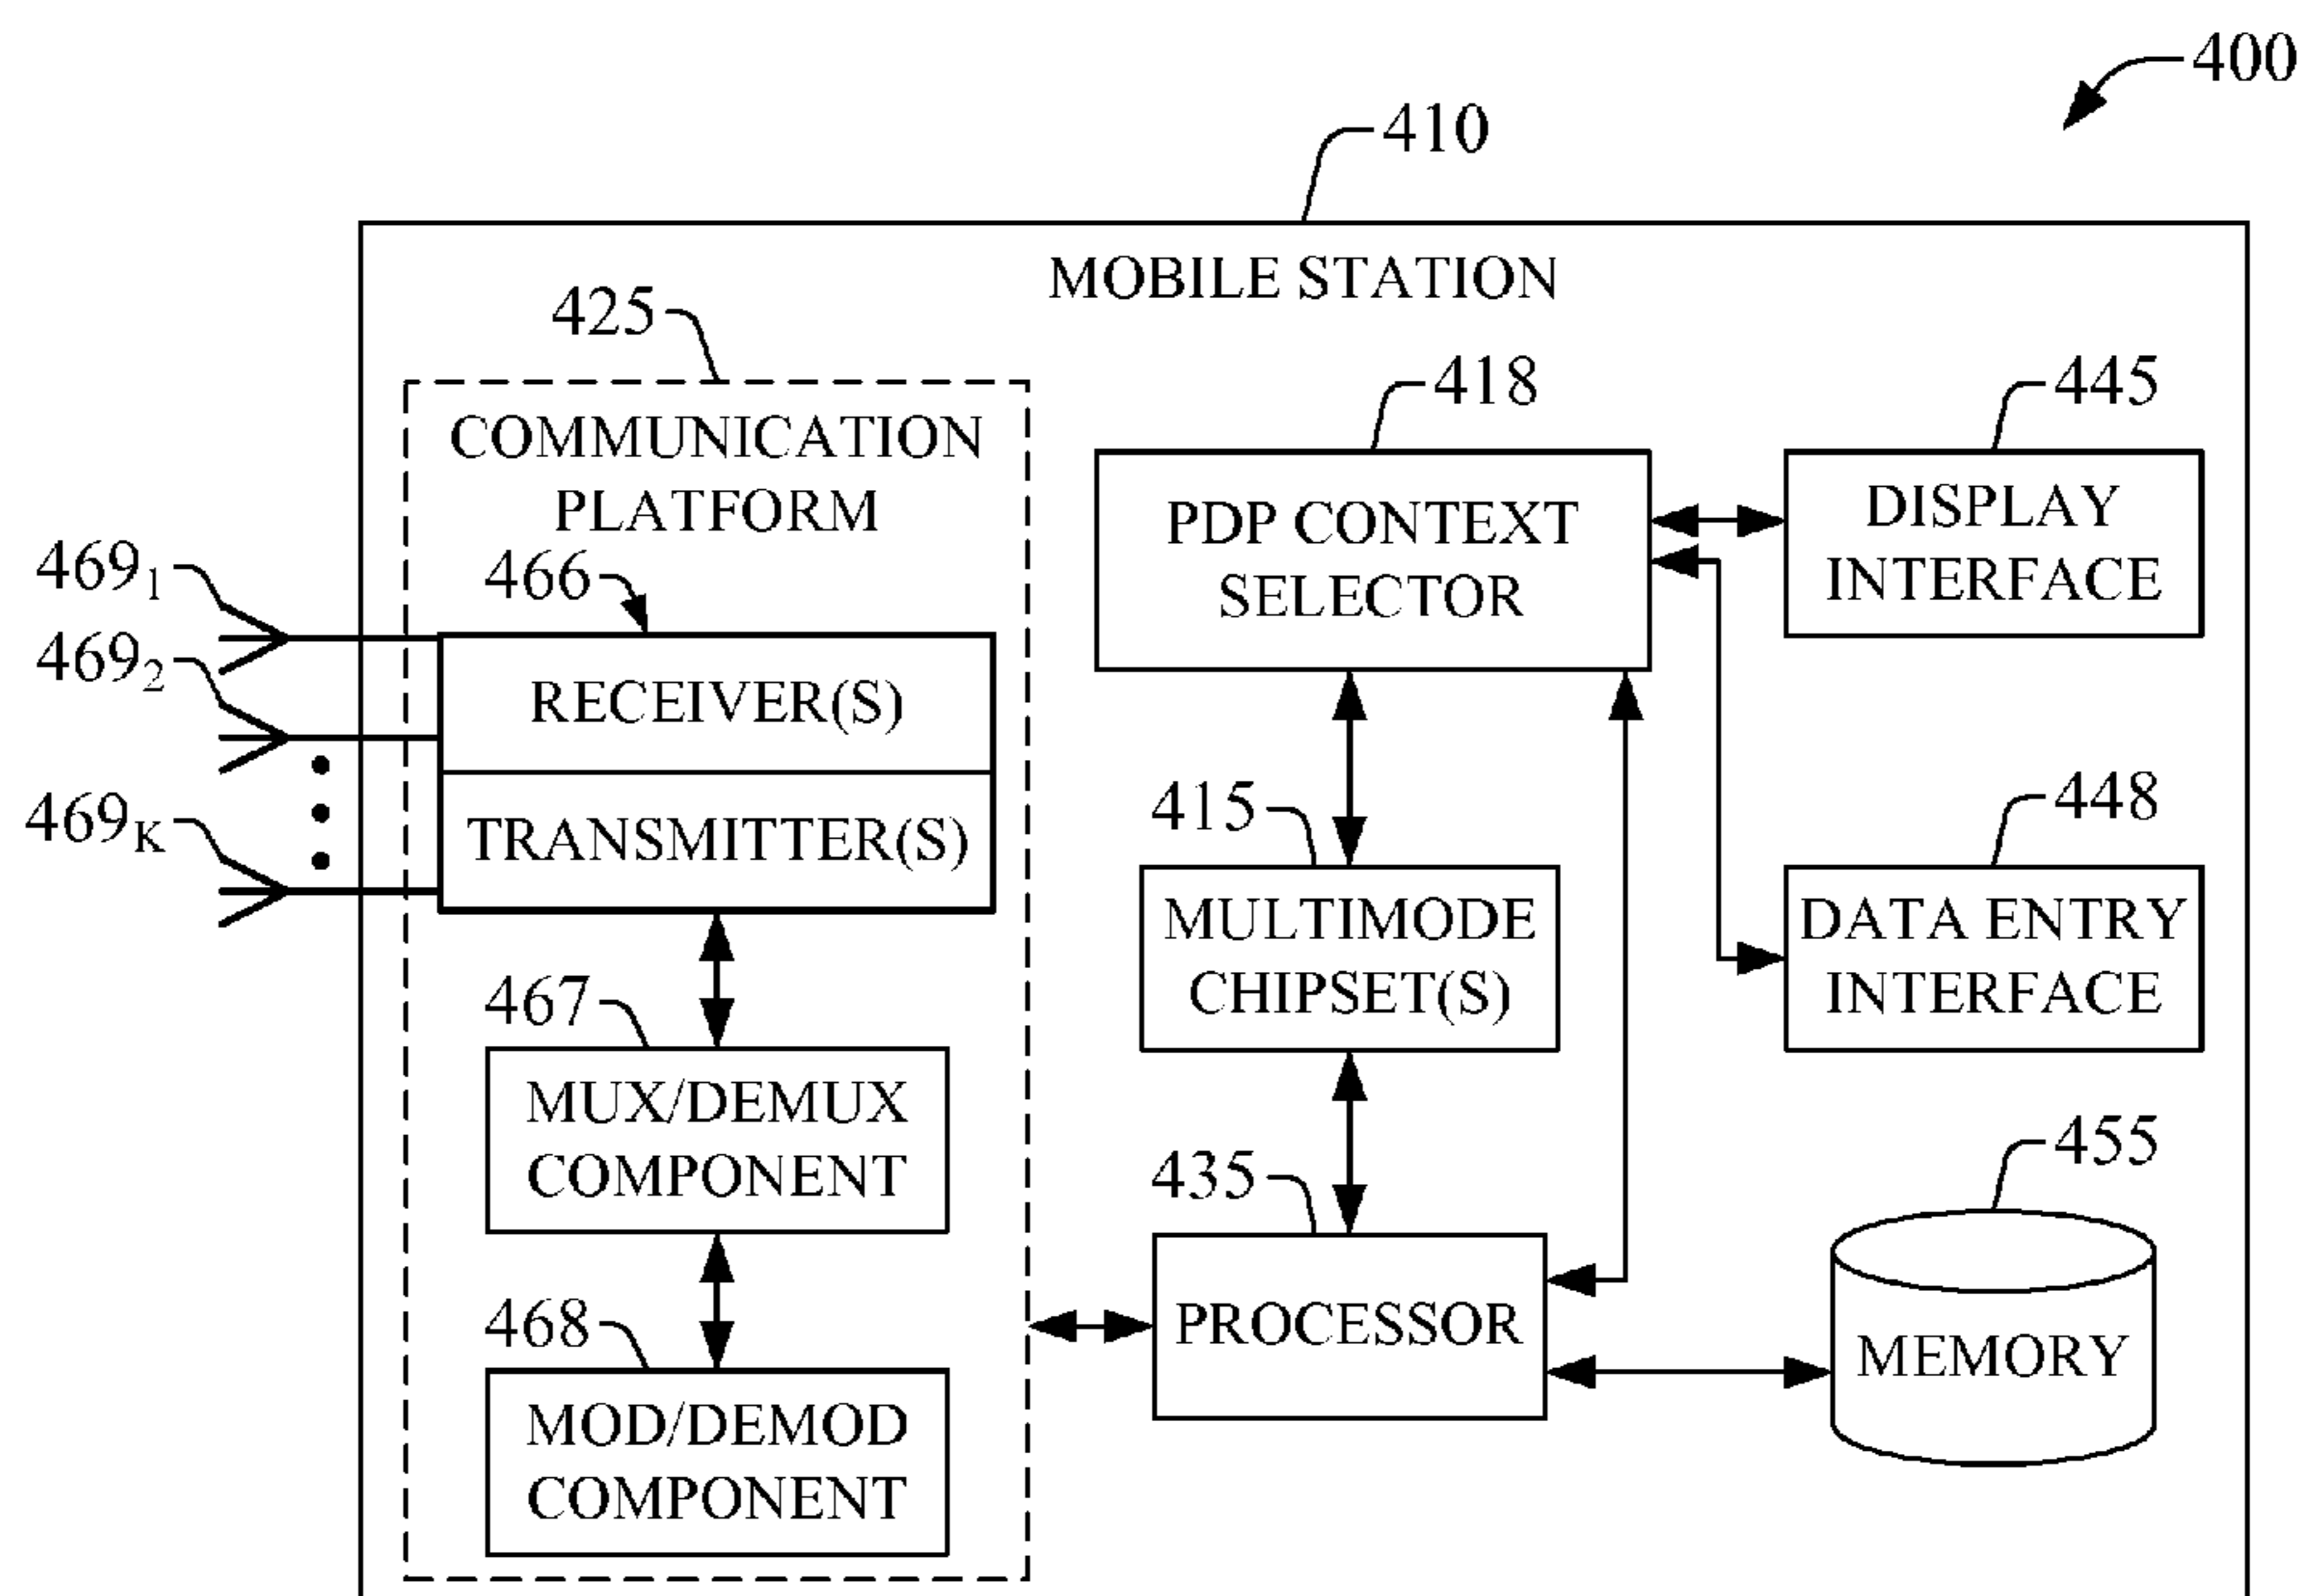 400
410
MOBILE STATION
425
COMMUNICATION
PLATFORM
466
469₁
469₂
469K
RECEIVER(S)
TRANSMITTER(S)
467
MUX/DEMUX
COMPONENT
468
MOD/DEMOD
COMPONENT
418
PDP CONTEXT
SELECTOR
445
DISPLAY
INTERFACE
415
MULTIMODE
CHIPSET(S)
448
DATA ENTRY
INTERFACE
435
PROCESSOR
455
MEMORY